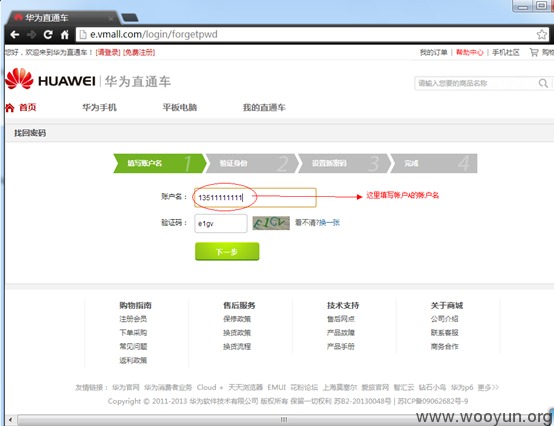 华为直通车
e.vmall.com/login/forgetpwd
您好，欢迎来到华为直通车！ [请登录] [免费注册] 我的订单 帮助中心 手机社区 购物
HUAWEI 华为直通车 请输入您要的商品名称
首页 华为手机 平板电脑 我的直通车
找回密码
填写账户名 1 验证身份 2 设置新密码 3 完成 4
账户名： 13511111111 这里填写帐户A的账户名
验证码： e1gv E1GV 看不清?换一张
下一步
购物指南 售后服务 技术支持 关于商城
注册会员 保修政策 售后网点 公司介绍
下单采购 换货政策 产品故障 联系客服
常见问题 换货流程 产品手册 商务合作
返利政策
友情链接： 华为官网 华为消费者业务 Cloud + 天天浏览器 EMUI 花粉论坛 上海莫塞尔 爱旅官网 智汇云 钻石小鸟 华为p6 更多>>
Copyright © 2011-2013 华为软件技术有限公司 版权所有 保留一切权利 苏B2-20130048号 | 苏ICP备09062682号-9
www.wooyun.org